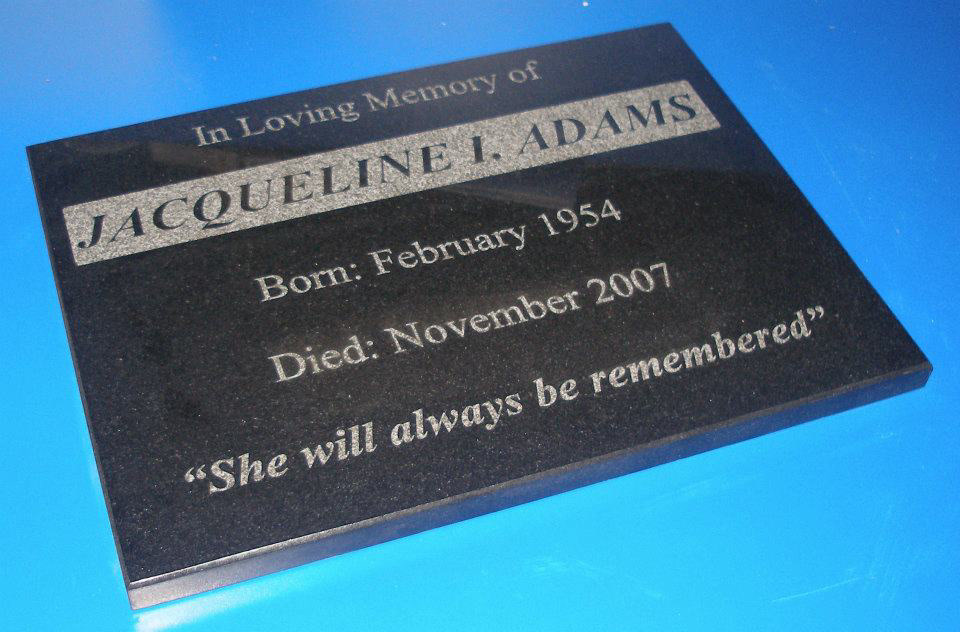 In Loving Memory of
JACQUELINE I. ADAMS
Born: February 1954
Died: November 2007
“She will always be remembered”